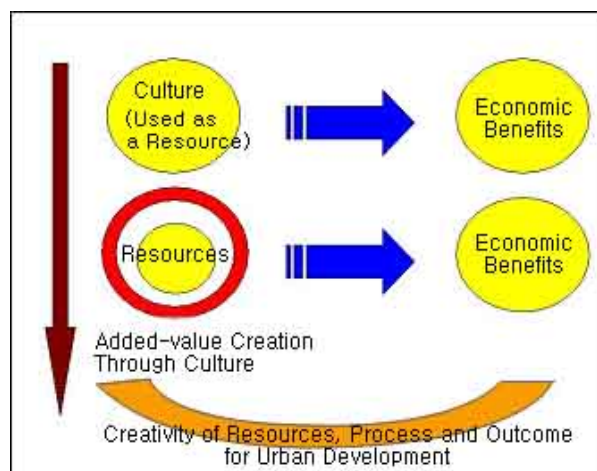 Culture
(Used as
a Resource)
Economic
Benefits
Resources
Economic
Benefits
Added-value Creation
Through Culture
Creativity of Resources, Process and Outcome
for Urban Development